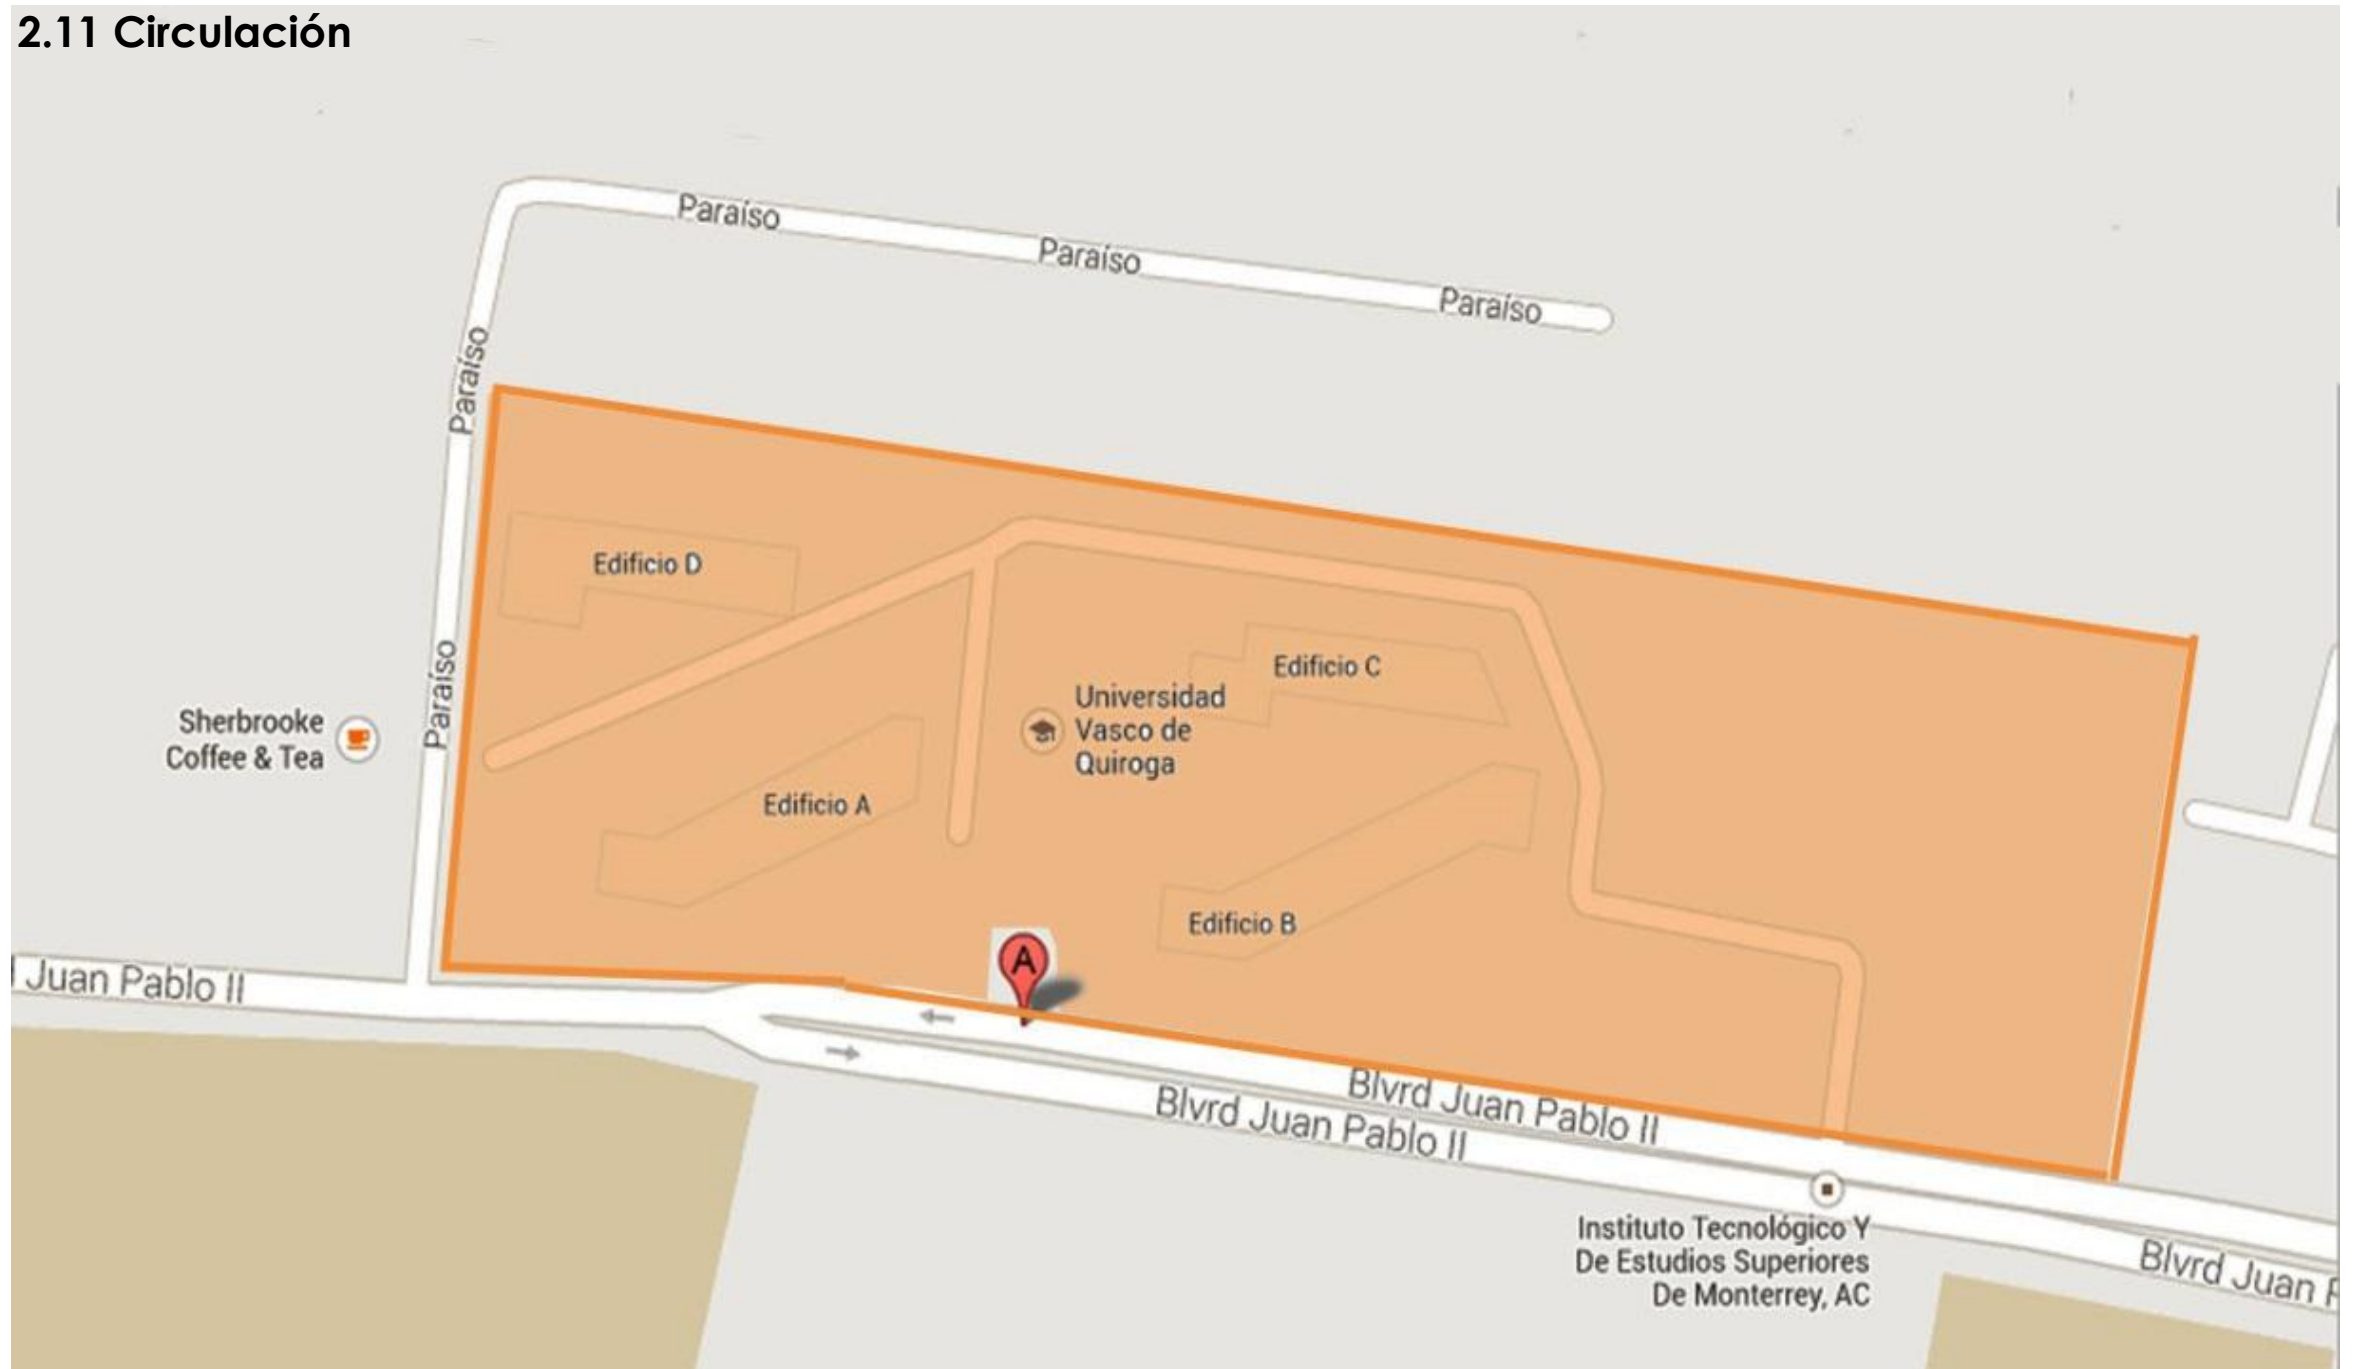 2.11 Circulación
Paraíso
Paraíso
Paraíso
Paraíso
Edificio D
Paraíso
Edificio C
Universidad
Vasco de
Quiroga
Sherbrooke
Coffee & Tea
Edificio A
Edificio B
A
Juan Pablo II
Blvrd Juan Pablo II
Blvrd Juan Pablo II
Instituto Tecnológico Y
De Estudios Superiores
De Monterrey, AC
Blvrd Juan